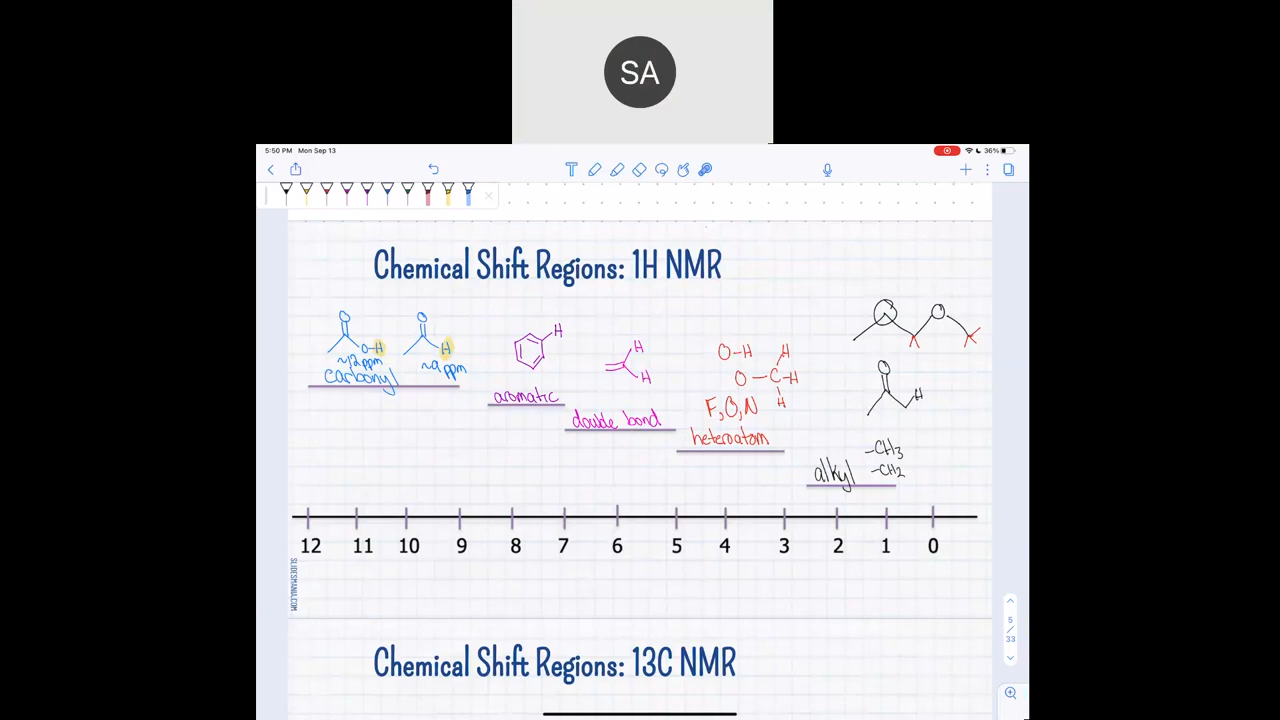 SA
5:50 PM Mon Sep 13
36%
T
Chemical Shift Regions: 1H NMR
O
O-H
~12 ppm
carbonyl
O
H
~9 ppm
H
aromatic
H
H
double bond
O-H
H
O-C-H
H
F, O, N
heteroatom
O
X X
O
H
-CH3
-CH2
alkyl
12 11 10 9 8 7 6 5 4 3 2 1 0
SLIDESMANIA.COM
5
/
33
Chemical Shift Regions: 13C NMR